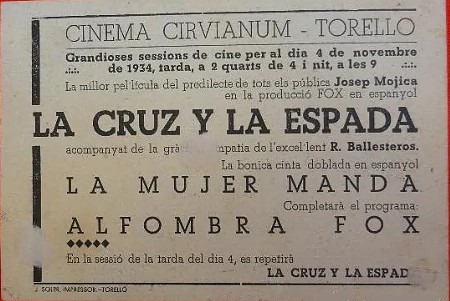 CINEMA CIRVIANUM - TORELLO
Grandioses sessions de cine per al dia 4 de novembre
de 1934, tarda, a 2 quarts de 4 i nit, a les 9
La millor pel'lícula del predilecte de tots els públics Josep Mojica
en la producció FOX en espanyol
LA CRUZ Y LA ESPADA
acompanyat de la grà mpatia de l'excel'lent R. Ballesteros.
La bonica cinta doblada en espanyol
LA MUJER MANDA
Completarà el programa:
ALFOMBRA FOX
En la sessió de la tarda del dia 4, es repetirà
LA CRUZ Y LA ESPAD
J. SOLER, IMPRESSOR.-TORELLÓ